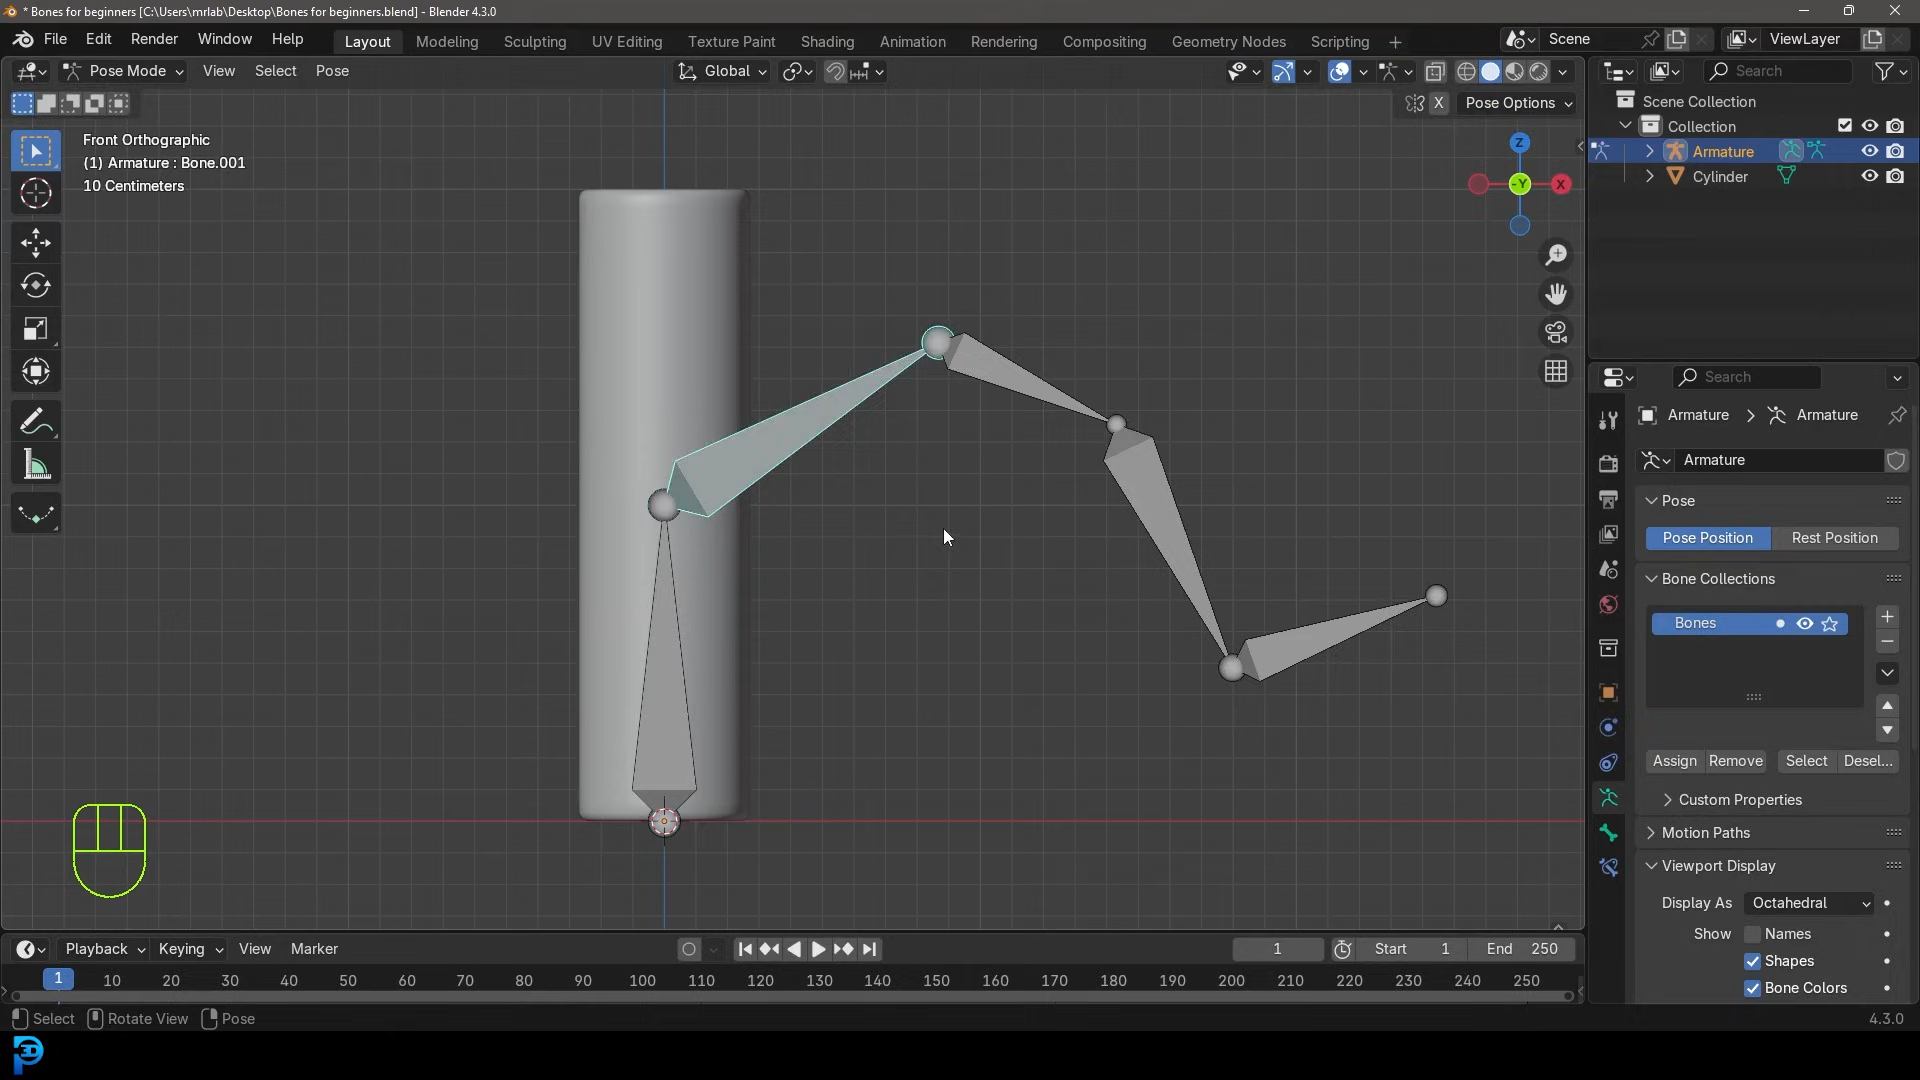 * Bones for beginners [C:\Users\mrlab\Desktop\Bones for beginners.blend] - Blender 4.3.0
File Edit Render Window Help Layout Modeling Sculpting UV Editing Texture Paint Shading Animation Rendering Compositing Geometry Nodes Scripting + Scene ViewLayer
Pose Mode View Select Pose Global Search
X Pose Options Scene Collection
Front Orthographic
(1) Armature : Bone.001
10 Centimeters
Z
-Y
X
Collection
Armature
Cylinder
Search
Armature > Armature
Armature
Pose
Pose Position Rest Position
Bone Collections
Bones
Assign Remove Select Desel...
Custom Properties
Motion Paths
Viewport Display
Display As Octahedral
Show Names
Shapes
Bone Colors
Playback Keying View Marker 1 Start 1 End 250
1 10 20 30 40 50 60 70 80 90 100 110 120 130 140 150 160 170 180 190 200 210 220 230 240 250
Select Rotate View Pose 4.3.0